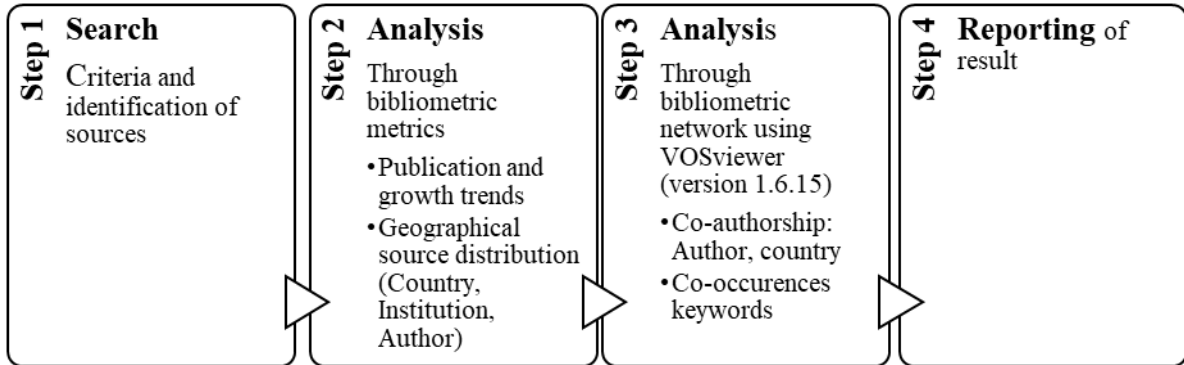 Step 1
Search
Criteria and
identification of
sources
Step 2
Analysis
Through
bibliometric
metrics
•Publication and
growth trends
•Geographical
source distribution
(Country,
Institution,
Author)
Step 3
Analysis
Through
bibliometric
network using
VOSviewer
(version 1.6.15)
•Co-authorship:
Author, country
•Co-occurences
keywords
Step 4
Reporting of
result